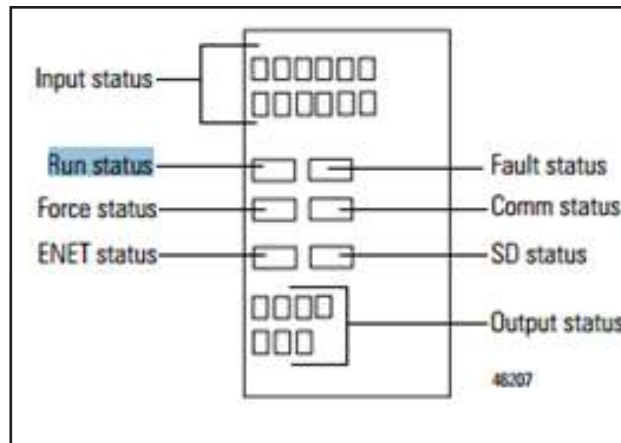 Input status
Run status
Fault status
Force status
Comm status
ENET status
SD status
Output status
46207